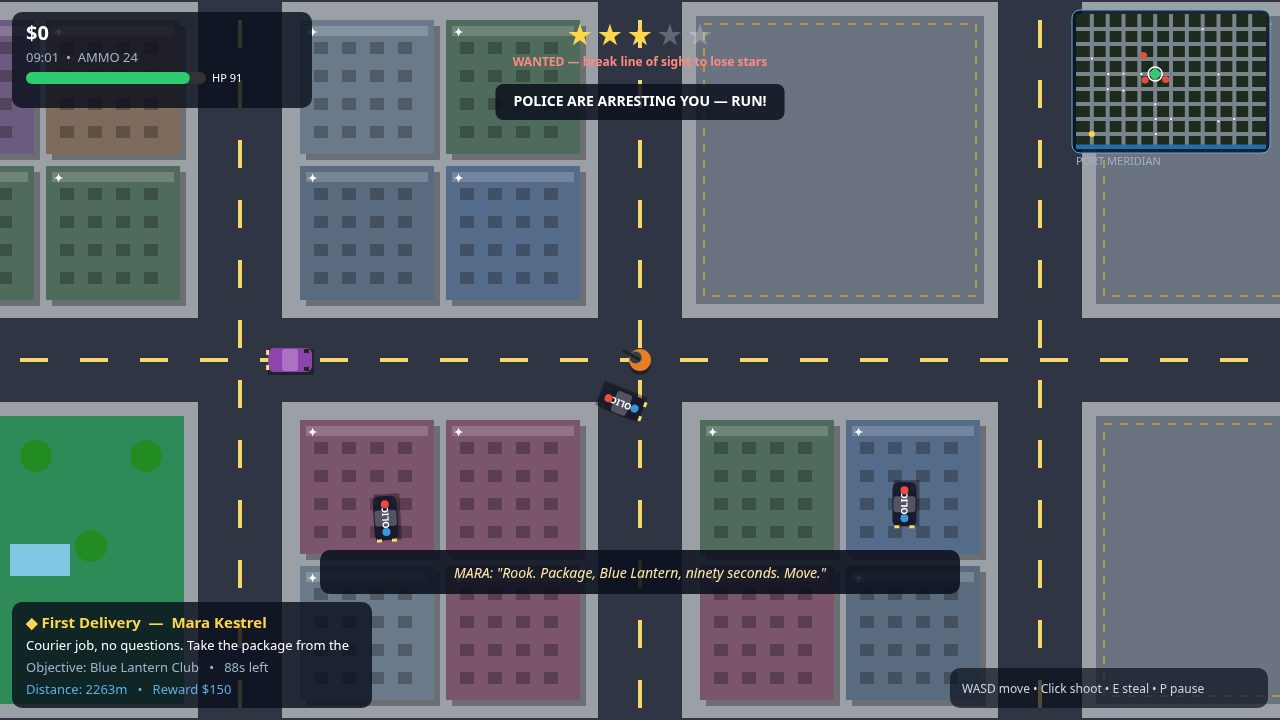 $0
09:01 • AMMO 24
HP 91
WANTED — break line of sight to lose stars
POLICE ARE ARRESTING YOU — RUN!
PORT MERIDIAN
OLIC
OLIC
OLIC
MARA: "Rook. Package, Blue Lantern, ninety seconds. Move."
◆ First Delivery — Mara Kestrel
Courier job, no questions. Take the package from the
Objective: Blue Lantern Club • 88s left
Distance: 2263m • Reward $150
WASD move • Click shoot • E steal • P pause